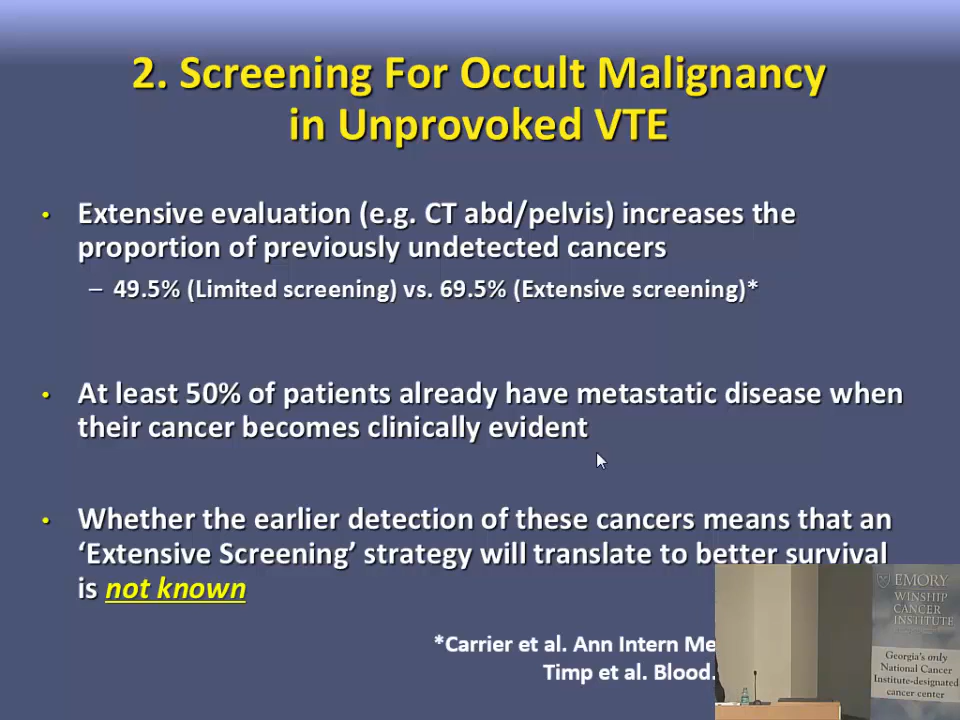 2. Screening For Occult Malignancy
in Unprovoked VTE
• Extensive evaluation (e.g. CT abd/pelvis) increases the
proportion of previously undetected cancers
– 49.5% (Limited screening) vs. 69.5% (Extensive screening)*
• At least 50% of patients already have metastatic disease when
their cancer becomes clinically evident
• Whether the earlier detection of these cancers means that an
‘Extensive Screening’ strategy will translate to better survival
is not known
*Carrier et al. Ann Intern Me
Timp et al. Blood.
EMORY
WINSHIP
CANCER
INSTITUTE
Georgia's only
National Cancer
Institute-designated
cancer center